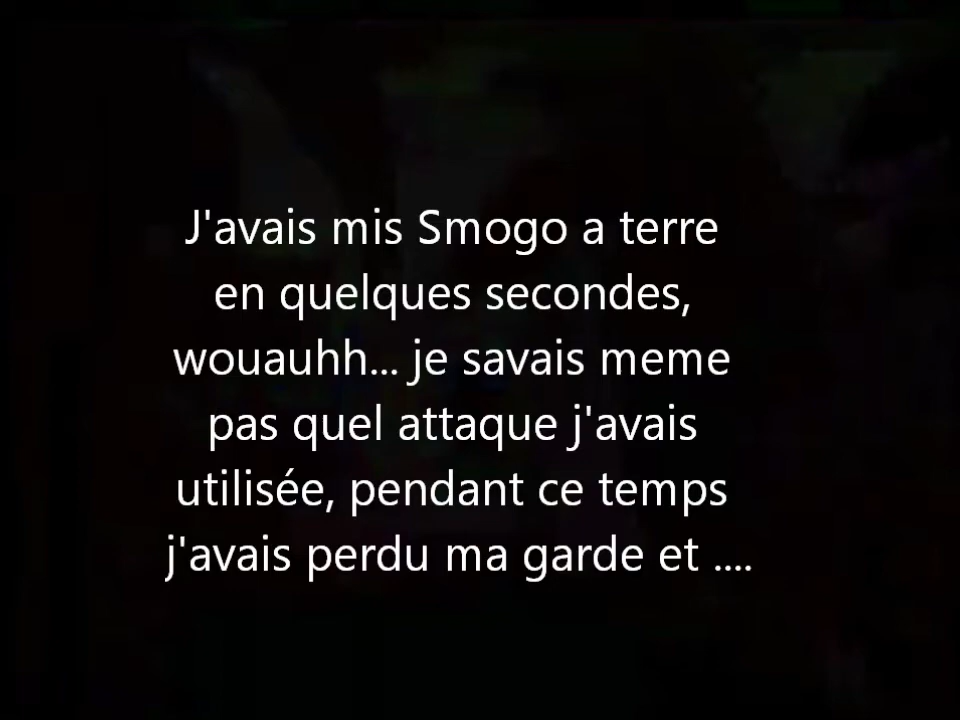 J'avais mis Smogo a terre
en quelques secondes,
wouauhh... je savais meme
pas quel attaque j'avais
utilisée, pendant ce temps
j'avais perdu ma garde et ....